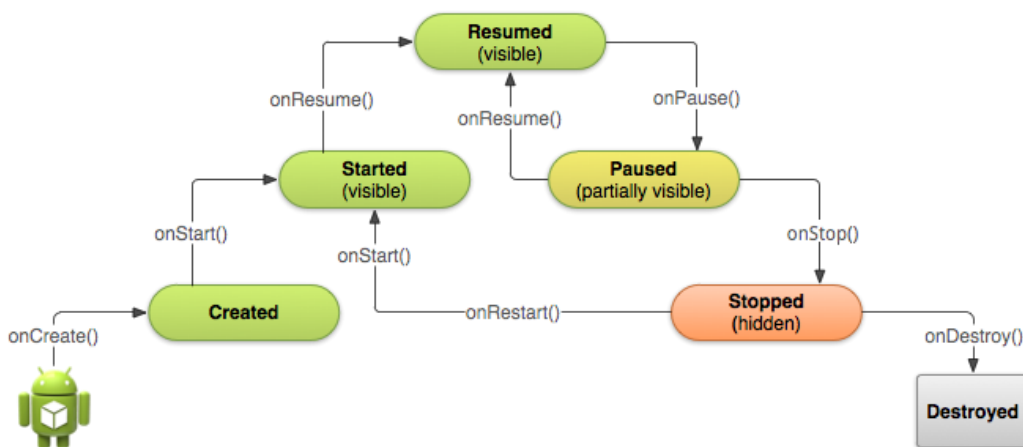 Resumed
(visible)
onResume()
onResume()
onPause()
Started
(visible)
Paused
(partially visible)
onStart()
onStart()
onStop()
Created
onRestart()
Stopped
(hidden)
onCreate()
onDestroy()
Destroyed